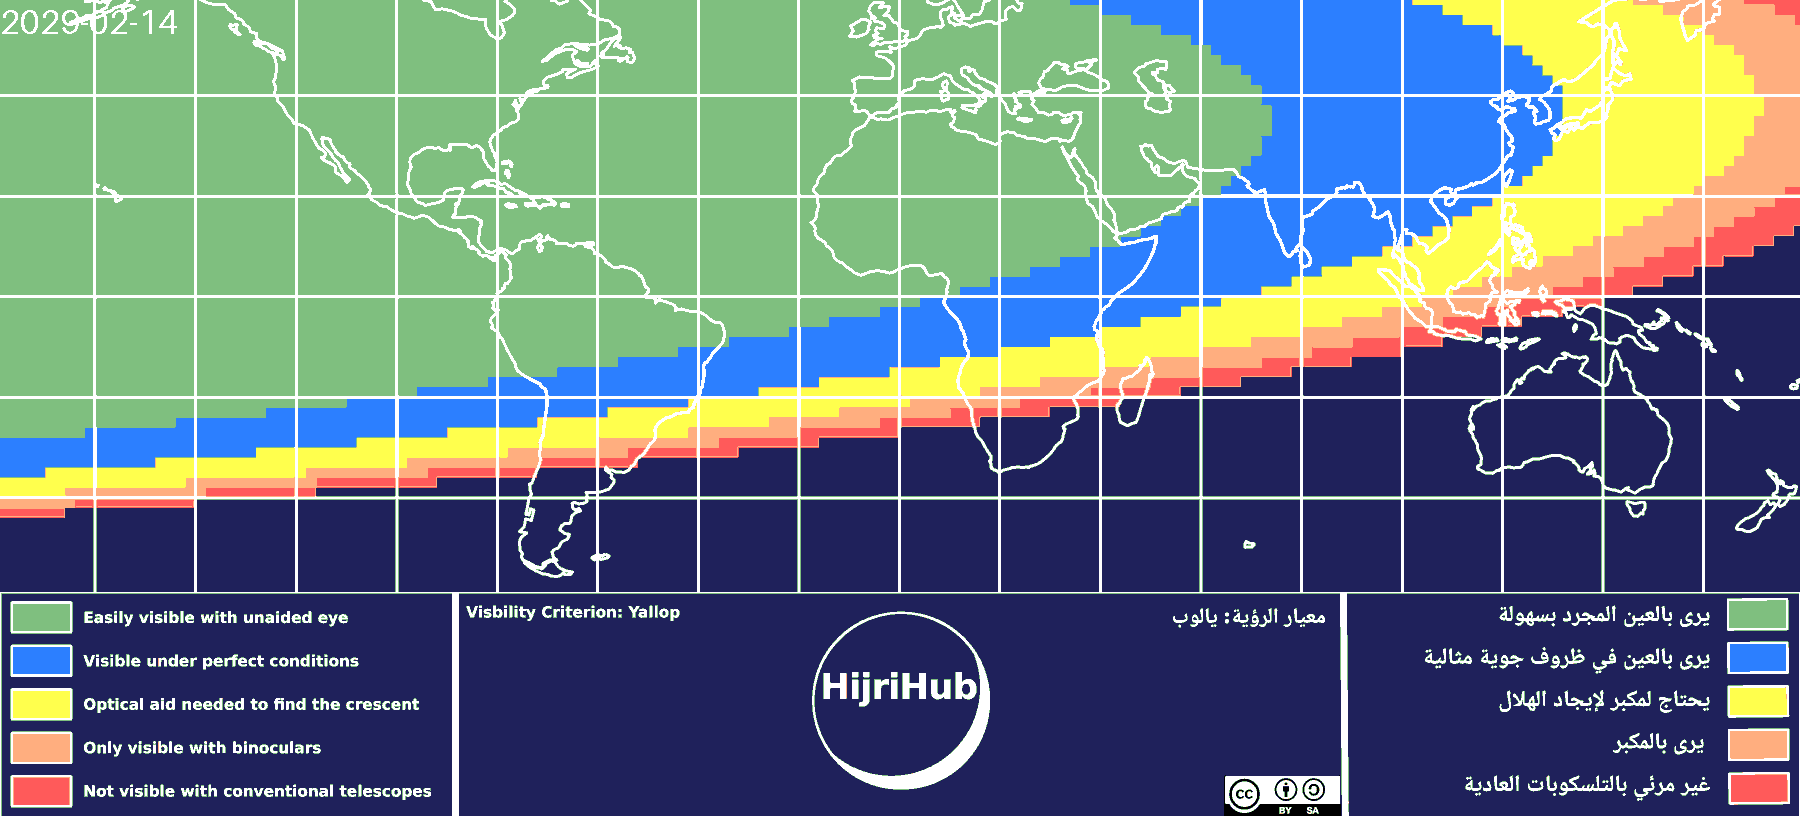 2029-02-14
Easily visible with unaided eye
Visible under perfect conditions
Optical aid needed to find the crescent
Only visible with binoculars
Not visible with conventional telescopes
Visbility Criterion: Yallop
معيار الرؤية: يالوب
HijriHub
cc
BY SA
يرى بالعين المجرد بسهولة
يرى بالعين في ظروف جوية مثالية
يحتاج لمكبر لإيجاد الهلال
يرى بالمكبر
غير مرئي بالتلسكوبات العادية